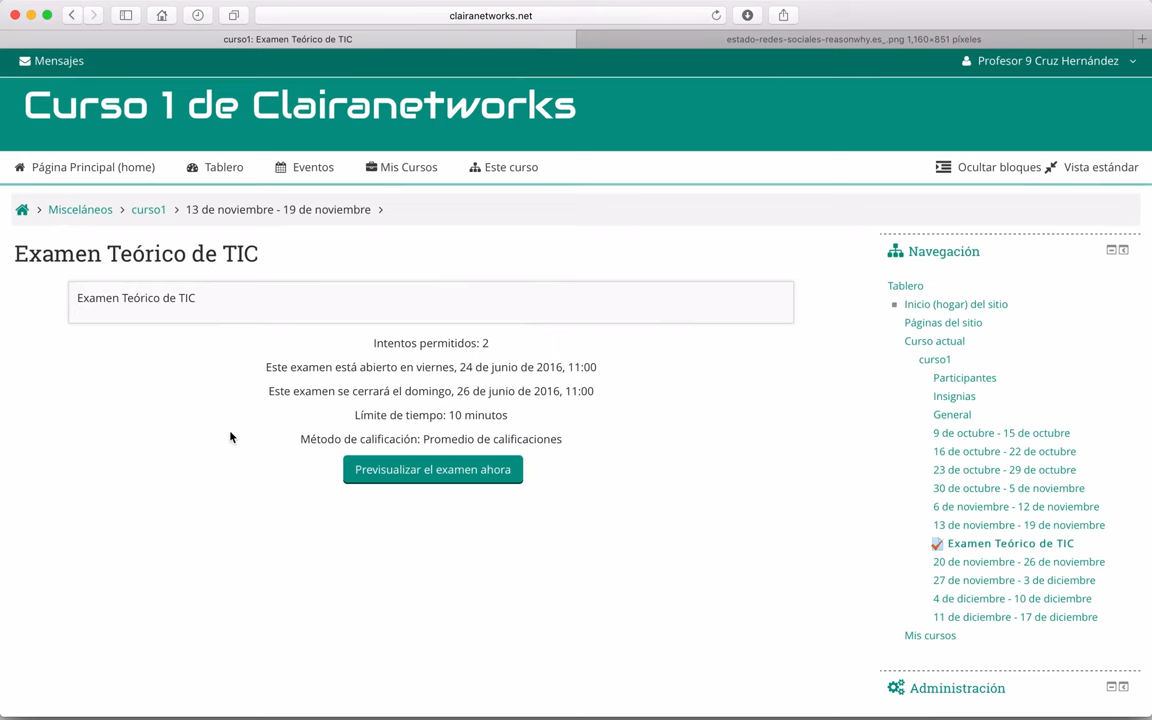 clairanetworks.net
curso1: Examen Teórico de TIC
estado-redes-sociales-reasonwhy.es_.png 1,160×851 píxeles
Mensajes
Profesor 9 Cruz Hernández
Curso 1 de Clairanetworks
Página Principal (home)
Tablero
Eventos
Mis Cursos
Este curso
Ocultar bloques
Vista estándar
Misceláneos
curso1
13 de noviembre - 19 de noviembre
Examen Teórico de TIC
Examen Teórico de TIC
Intentos permitidos: 2
Este examen está abierto en viernes, 24 de junio de 2016, 11:00
Este examen se cerrará el domingo, 26 de junio de 2016, 11:00
Límite de tiempo: 10 minutos
Método de calificación: Promedio de calificaciones
Previsualizar el examen ahora
Navegación
Tablero
Inicio (hogar) del sitio
Páginas del sitio
Curso actual
curso1
Participantes
Insignias
General
9 de octubre - 15 de octubre
16 de octubre - 22 de octubre
23 de octubre - 29 de octubre
30 de octubre - 5 de noviembre
6 de noviembre - 12 de noviembre
13 de noviembre - 19 de noviembre
Examen Teórico de TIC
20 de noviembre - 26 de noviembre
27 de noviembre - 3 de diciembre
4 de diciembre - 10 de diciembre
11 de diciembre - 17 de diciembre
Mis cursos
Administración